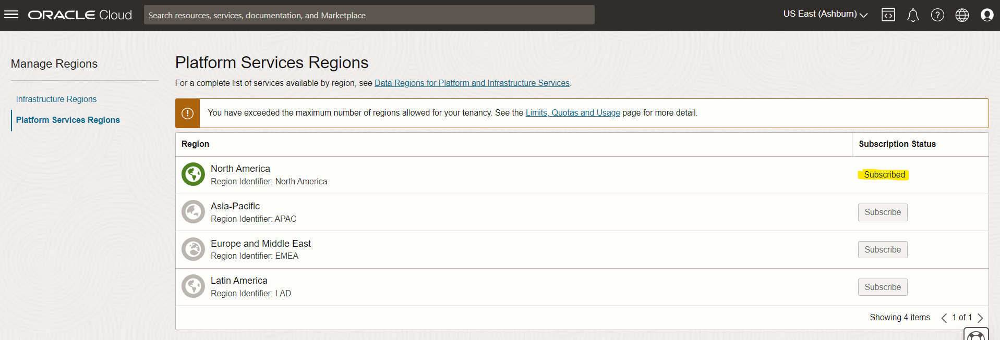 ORACLE Cloud
Search resources, services, documentation, and Marketplace
US East (Ashburn)
Manage Regions
Infrastructure Regions
Platform Services Regions
Platform Services Regions
For a complete list of services available by region, see Data Regions for Platform and Infrastructure Services.
You have exceeded the maximum number of regions allowed for your tenancy. See the Limits, Quotas and Usage page for more detail.
Region
Subscription Status
North America
Region Identifier: North America
Subscribed
Asia-Pacific
Region Identifier: APAC
Subscribe
Europe and Middle East
Region Identifier: EMEA
Subscribe
Latin America
Region Identifier: LAD
Subscribe
Showing 4 items
1 of 1